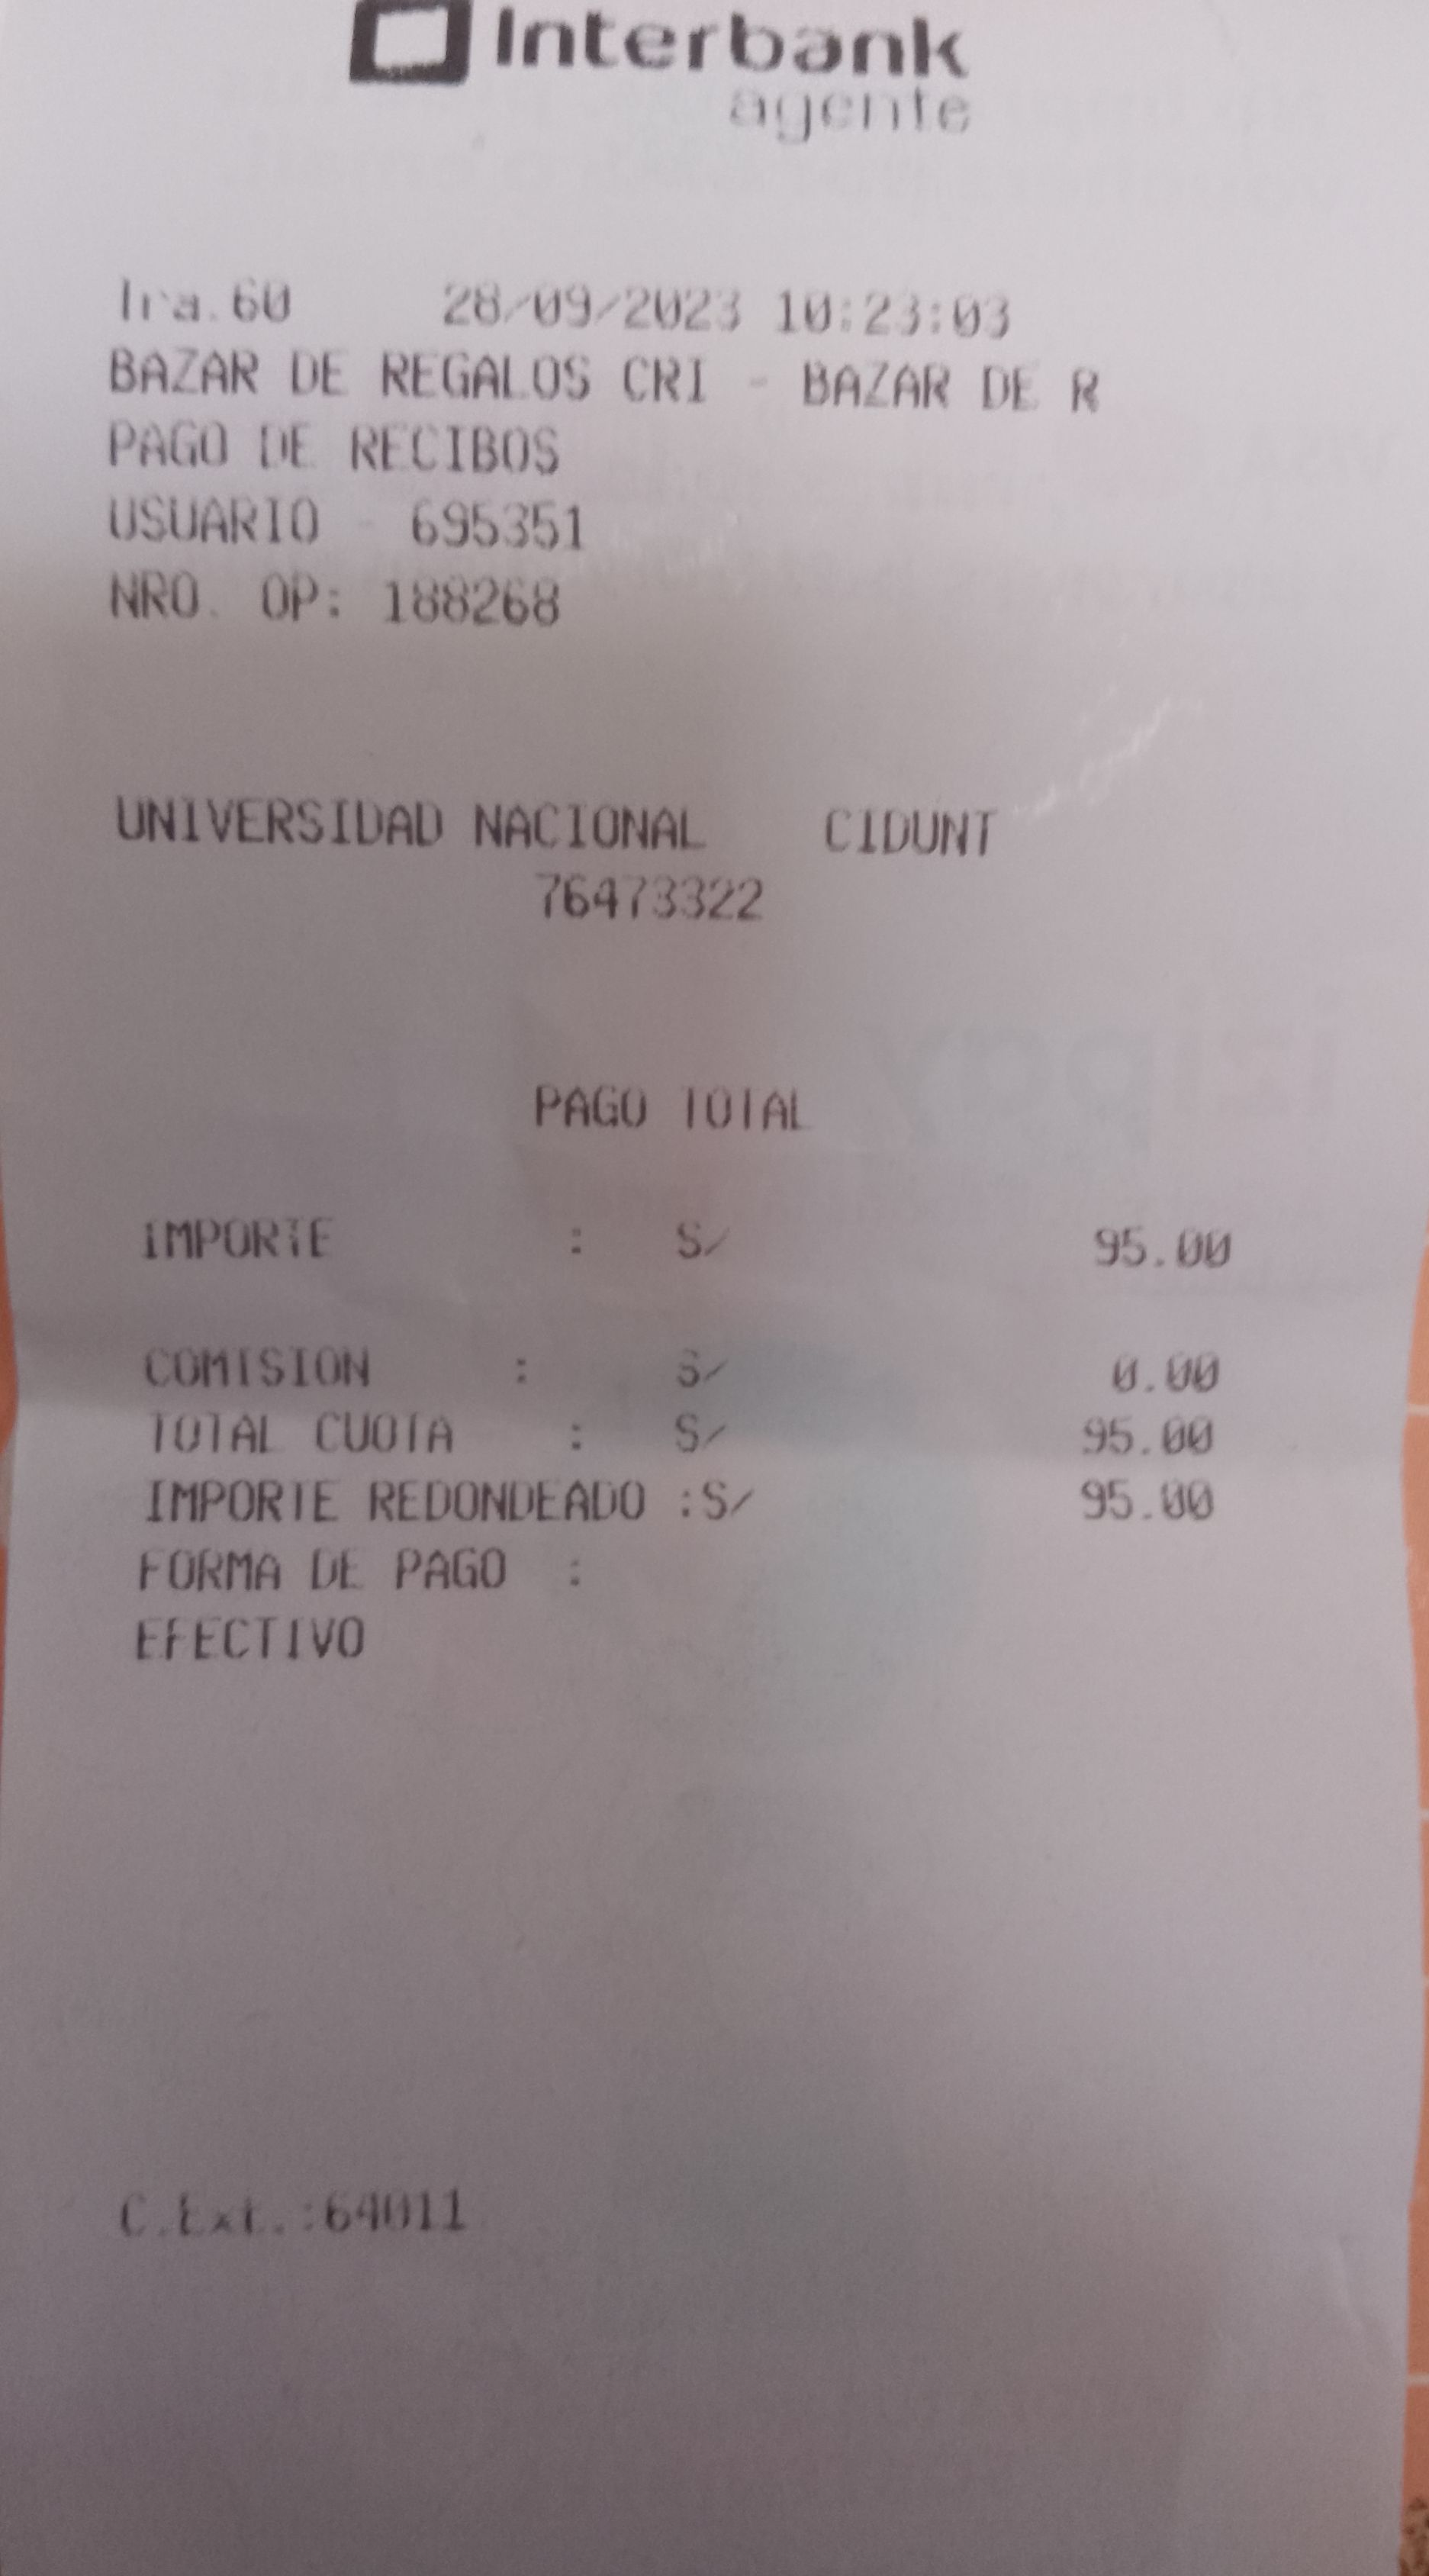 Interbank
agente
Tra.60 28/09/2023 10:23:03
BAZAR DE REGALOS CRI - BAZAR DE R
PAGO DE RECIBOS
USUARIO - 695351
NRO. OP: 188268
UNIVERSIDAD NACIONAL CIDUNT
76473322
PAGO TOTAL
IMPORTE : S/ 95.00
COMISION : S/ 0.00
TOTAL CUOTA : S/ 95.00
IMPORTE REDONDEADO :S/ 95.00
FORMA DE PAGO :
EFECTIVO
C.Ext.:64011
izipay